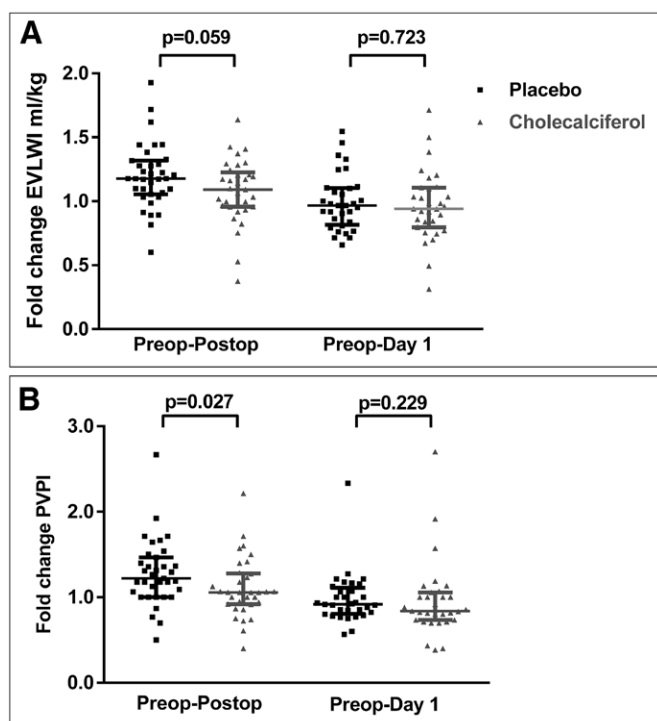 A
p=0.059
p=0.723
Placebo
Cholecalciferol
Fold change EVLWI ml/kg
2.0
1.5
1.0
0.5
0.0
Preop-Postop
Preop-Day 1
B
p=0.027
p=0.229
Fold change PVPI
3.0
2.0
1.0
0.0
Preop-Postop
Preop-Day 1